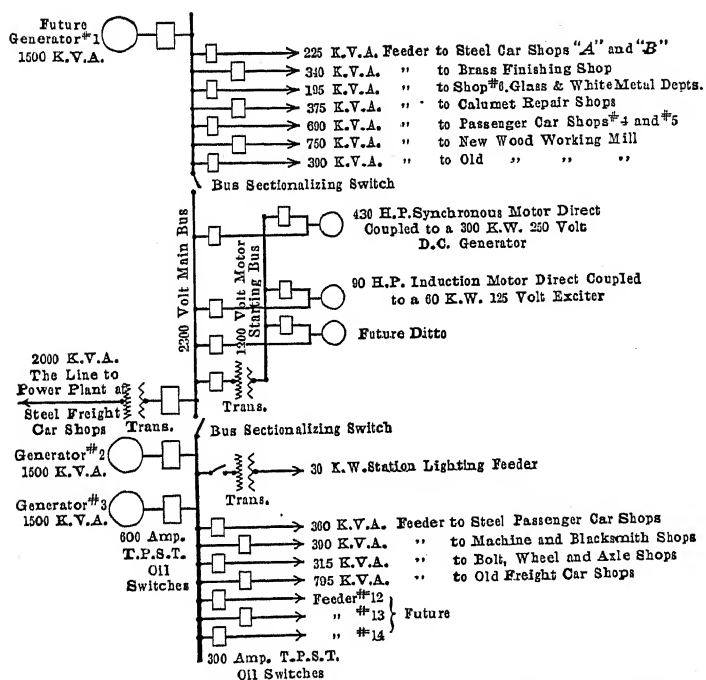 Future
Generator #1
1500 K.V.A.
225 K.V.A. Feeder to Steel Car Shops "A" and "B"
340 K.V.A. " to Brass Finishing Shop
195 K.V.A. " to Shop #6. Glass & White Metal Depts.
375 K.V.A. " to Calumet Repair Shops
600 K.V.A. " to Passenger Car Shops #4 and #5
750 K.V.A. " to New Wood Working Mill
300 K.V.A. " to Old " " "
Bus Sectionalizing Switch
2300 Volt Main Bus
1200 Volt Motor
Starting Bus
430 H.P. Synchronous Motor Direct
Coupled to a 300 K.W. 250 Volt
D.C. Generator
90 H.P. Induction Motor Direct Coupled
to a 60 K.W. 125 Volt Exciter
Future Ditto
2000 K.V.A.
The Line to
Power Plant at
Steel Freight
Car Shops
Trans.
Trans.
Bus Sectionalizing Switch
Generator #2
1500 K.V.A.
30 K.W. Station Lighting Feeder
Trans.
Generator #3
1500 K.V.A.
600 Amp.
T.P.S.T.
Oil
Switches
360 K.V.A. Feeder to Steel Passenger Car Shops
390 K.V.A. " to Machine and Blacksmith Shops
315 K.V.A. " to Bolt, Wheel and Axle Shops
795 K.V.A. " to Old Freight Car Shops
Feeder #12
" #13
" #14
Future
300 Amp. T.P.S.T.
Oil Switches